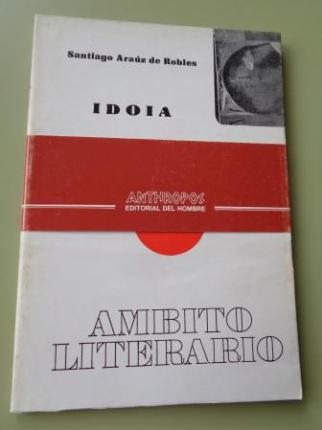 Santiago Araúz de Robles
IDOIA
ANTHROPOS
EDITORIAL DEL HOMBRE
AMBITO
LITERARIO